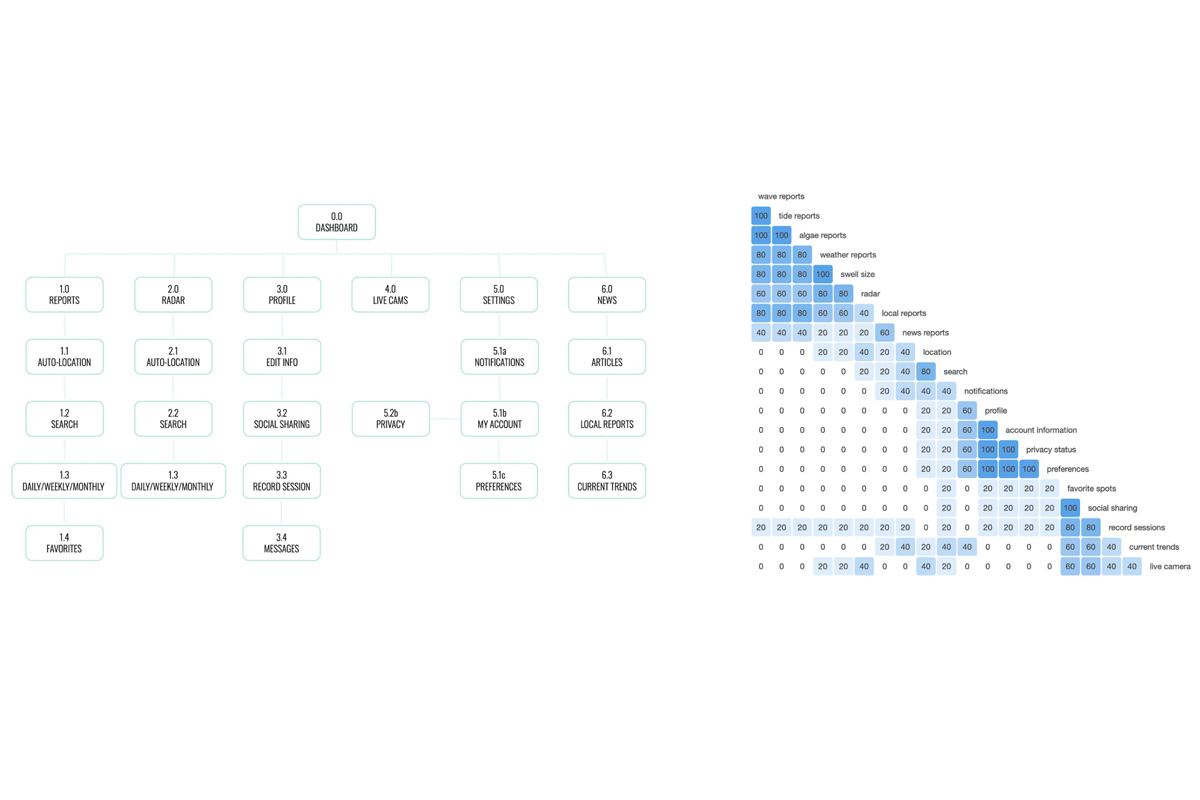 0.0
DASHBOARD
1.0
REPORTS
2.0
RADAR
3.0
PROFILE
4.0
LIVE CAMS
5.0
SETTINGS
6.0
NEWS
1.1
AUTO-LOCATION
2.1
AUTO-LOCATION
3.1
EDIT INFO
5.1a
NOTIFICATIONS
6.1
ARTICLES
1.2
SEARCH
2.2
SEARCH
3.2
SOCIAL SHARING
5.2b
PRIVACY
5.1b
MY ACCOUNT
6.2
LOCAL REPORTS
1.3
DAILY/WEEKLY/MONTHLY
1.3
DAILY/WEEKLY/MONTHLY
3.3
RECORD SESSION
5.1c
PREFERENCES
6.3
CURRENT TRENDS
1.4
FAVORITES
3.4
MESSAGES
wave reports
100 tide reports
100 100 algae reports
80 80 80 weather reports
80 80 80 100 swell size
60 60 60 80 80 radar
80 80 80 60 60 40 local reports
40 40 40 20 20 20 60 news reports
0 0 0 20 20 40 20 40 location
0 0 0 0 0 20 20 40 80 search
0 0 0 0 0 0 20 40 40 40 notifications
0 0 0 0 0 0 0 0 20 20 60 profile
0 0 0 0 0 0 0 0 20 20 60 100 account information
0 0 0 0 0 0 0 0 20 20 60 100 100 privacy status
0 0 0 0 0 0 0 0 20 20 60 100 100 100 preferences
0 0 0 0 0 0 0 0 0 20 0 20 20 20 20 favorite spots
0 0 0 0 0 0 0 0 0 20 0 20 20 20 20 100 social sharing
20 20 20 20 20 20 20 20 0 20 0 20 20 20 20 80 80 record sessions
0 0 0 0 0 0 20 40 20 40 40 0 0 0 0 60 60 40 current trends
0 0 0 20 20 40 0 0 40 20 0 0 0 0 0 60 60 40 40 live camera